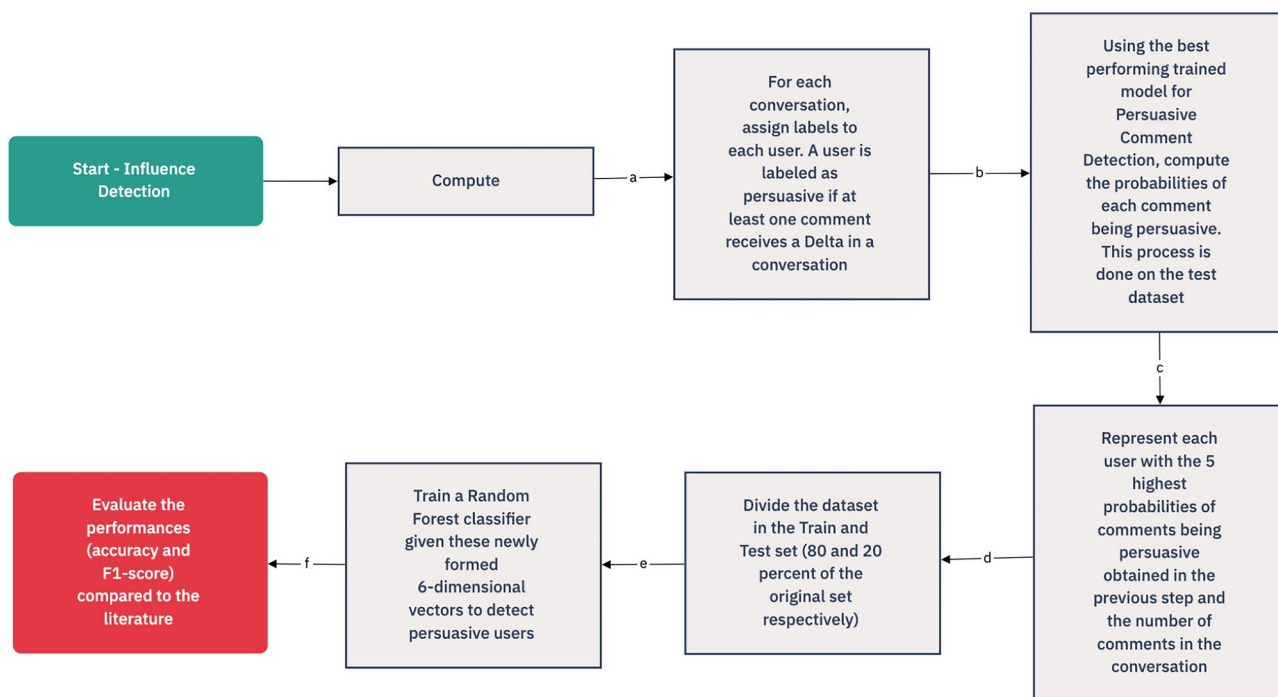 Start - Influence
Detection
Compute
a
For each
conversation,
assign labels to
each user. A user is
labeled as
persuasive if at
least one comment
receives a Delta in a
conversation
b
Using the best
performing trained
model for
Persuasive
Comment
Detection, compute
the probabilities of
each comment
being persuasive.
This process is
done on the test
dataset
c
Represent each
user with the 5
highest
probabilities of
comments being
persuasive
obtained in the
previous step and
the number of
comments in the
conversation
d
Divide the dataset
in the Train and
Test set (80 and 20
percent of the
original set
respectively)
e
Train a Random
Forest classifier
given these newly
formed
6-dimensional
vectors to detect
persuasive users
f
Evaluate the
performances
(accuracy and
F1-score)
compared to the
literature